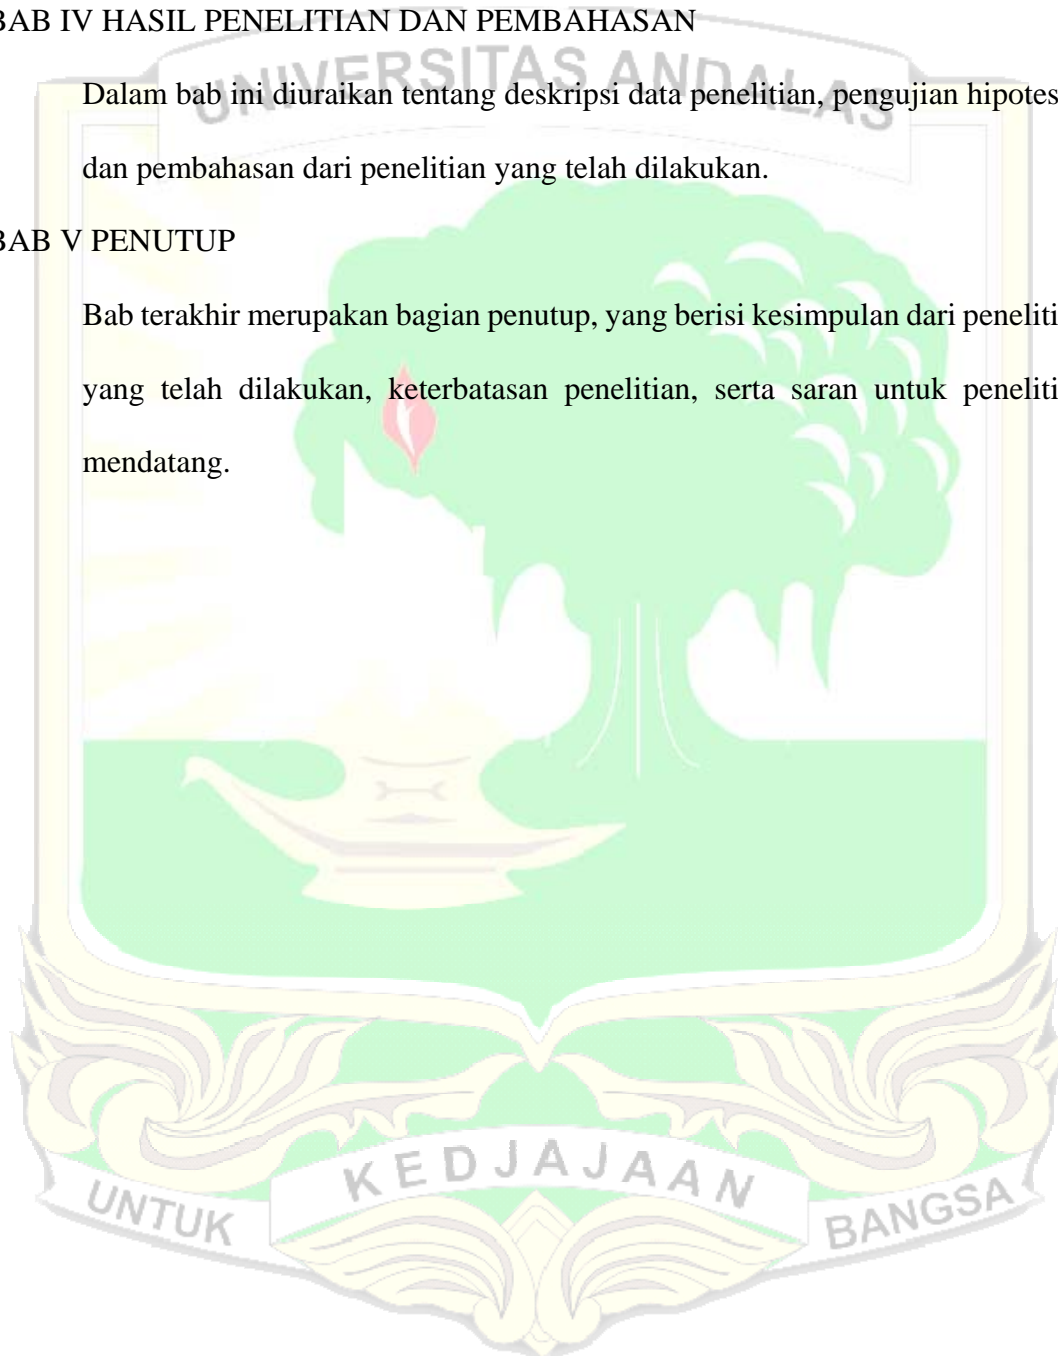 BAB IV HASIL PENELITIAN DAN PEMBAHASAN
UNIVERSITAS ANDALAS
Dalam bab ini diuraikan tentang deskripsi data penelitian, pengujian hipotes
dan pembahasan dari penelitian yang telah dilakukan.
BAB V PENUTUP
Bab terakhir merupakan bagian penutup, yang berisi kesimpulan dari peneliti
yang telah dilakukan, keterbatasan penelitian, serta saran untuk peneliti
mendatang.
UNTUK KEDJAJAAN BANGSA